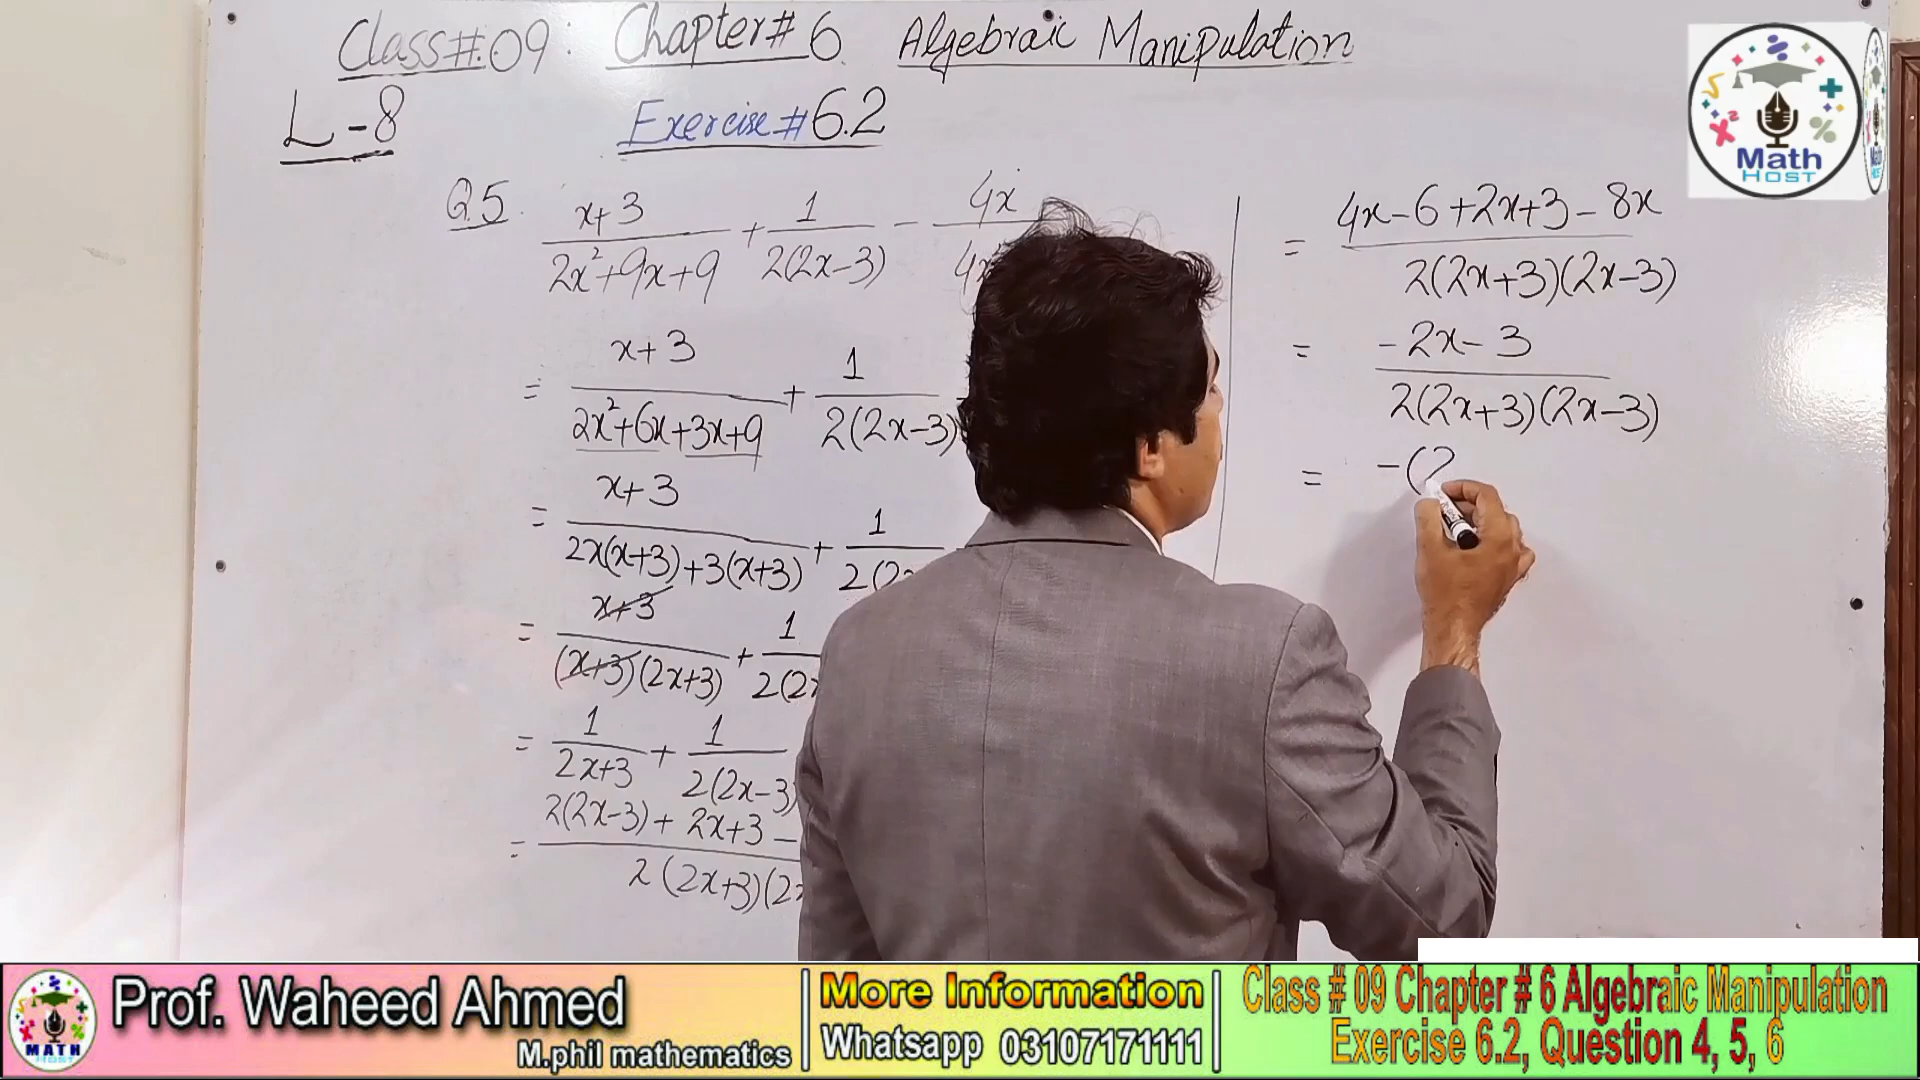 Class#.09: Chapter# 6. Algebraic Manipulation
L-8 Exercise# 6.2
Q.5. x+3/(2x²+9x+9) + 1/(2(2x-3)) - 4x/
= x+3/(2x²+6x+3x+9) + 1/(2(2x-3))
= x+3/(2x(x+3)+3(x+3)) + 1/
= x+3/((x+3)(2x+3)) + 1/
= 1/(2x+3) + 1/(2(2x-3))
= 2(2x-3)+2x+3-
2(2x+3)
= (4x-6+2x+3-8x)/(2(2x+3)(2x-3))
= (-2x-3)/(2(2x+3)(2x-3))
= -(2
Math
HOST
MATH
HOST
Prof. Waheed Ahmed
M.phil mathematics
More Information
Whatsapp 03107171111
Class # 09 Chapter # 6 Algebraic Manipulation
Exercise 6.2, Question 4, 5, 6